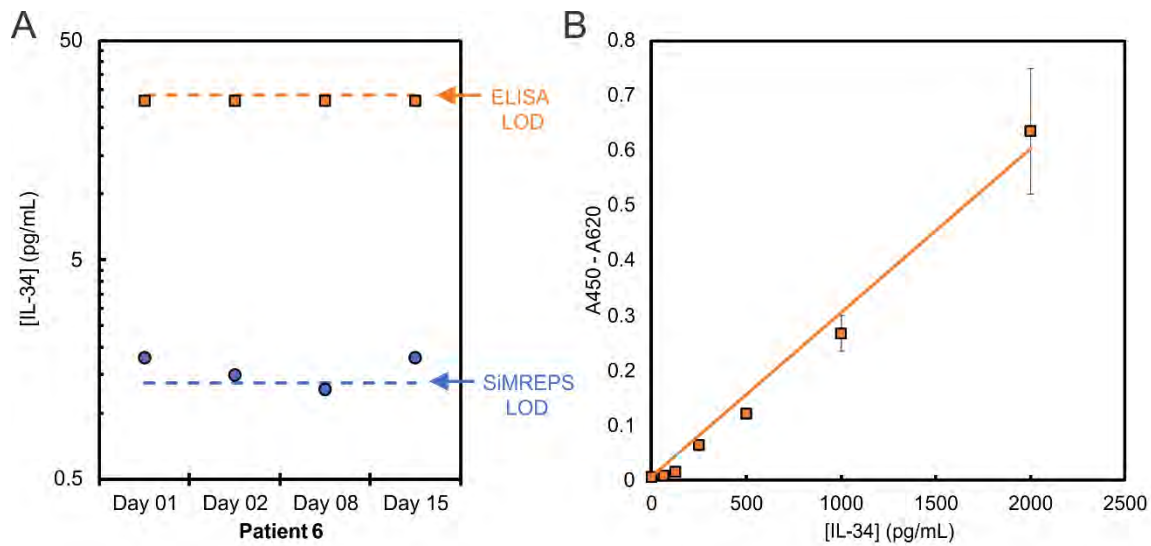 A
50
5
0.5
[IL-34] (pg/mL)
ELISA
LOD
SiMREPS
LOD
Day 01 Day 02 Day 08 Day 15
Patient 6
B
0.8
0.7
0.6
0.5
0.4
0.3
0.2
0.1
0
A450 - A620
0 500 1000 1500 2000 2500
[IL-34] (pg/mL)